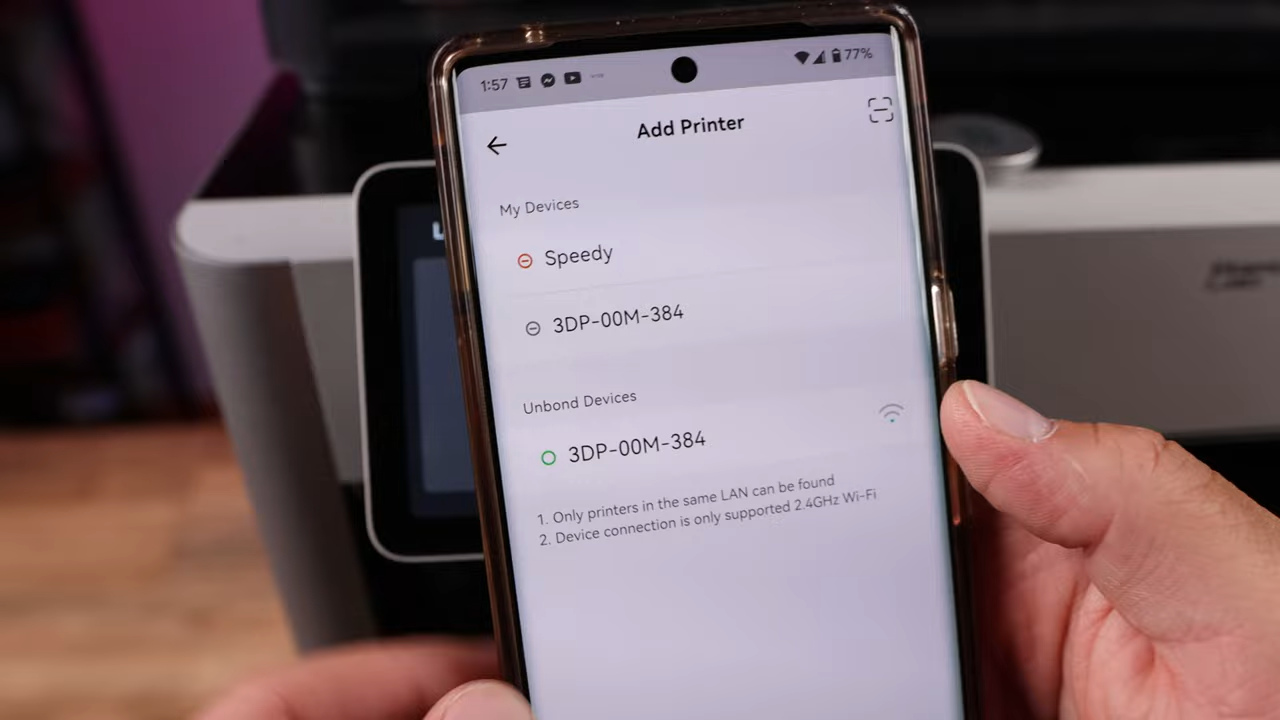 1:57
77%
Add Printer
My Devices
Speedy
3DP-00M-384
Unbond Devices
3DP-00M-384
1. Only printers in the same LAN can be found
2. Device connection is only supported 2.4GHz Wi-Fi